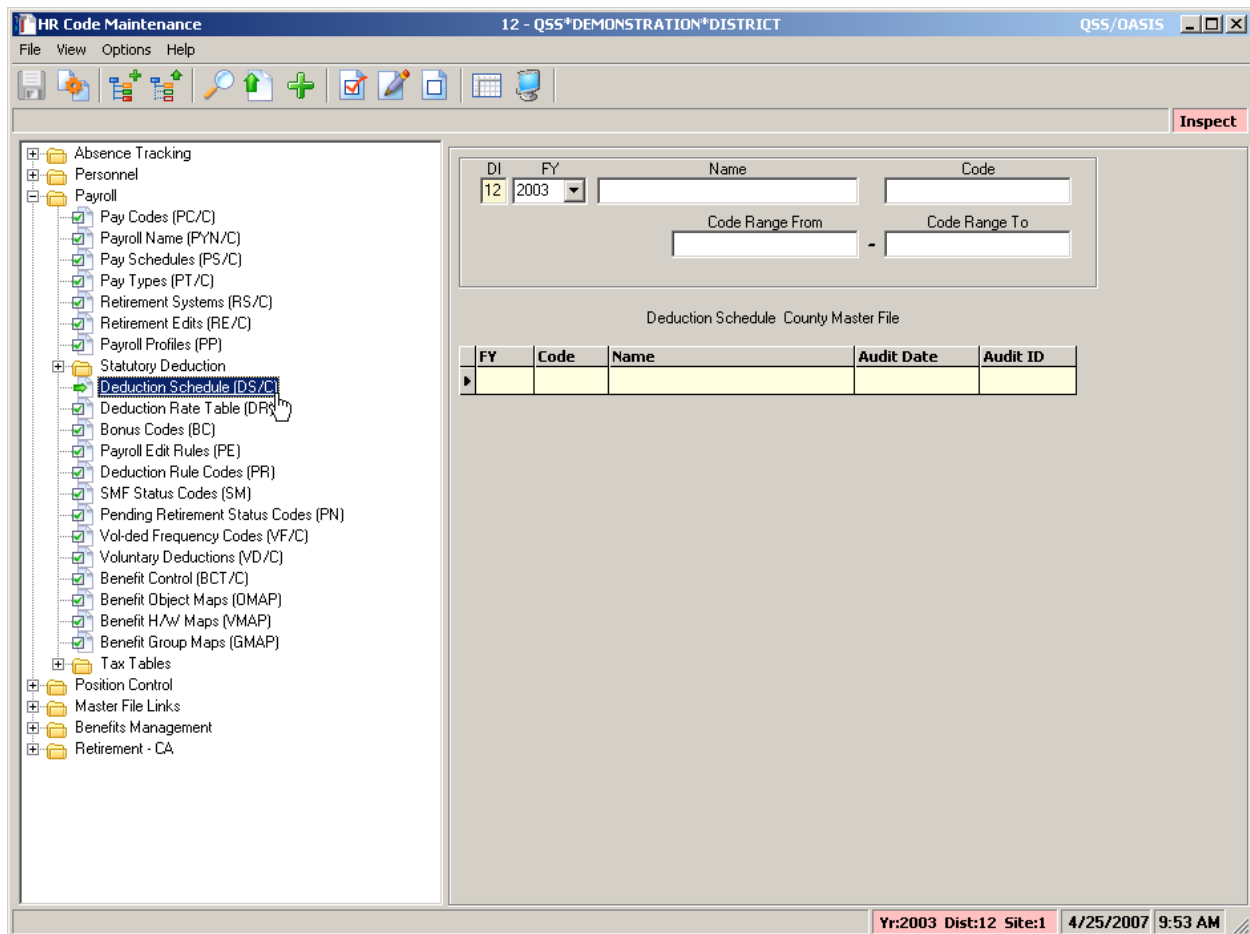 HR Code Maintenance 12 - QSS*DEMONSTRATION*DISTRICT QSS/OASIS
File View Options Help
Inspect
Absence Tracking
Personnel
Payroll
Pay Codes (PC/C)
Payroll Name (PYN/C)
Pay Schedules (PS/C)
Pay Types (PT/C)
Retirement Systems (RS/C)
Retirement Edits (RE/C)
Payroll Profiles (PP)
Statutory Deduction
Deduction Schedule (DS/C)
Deduction Rate Table (DR
Bonus Codes (BC)
Payroll Edit Rules (PE)
Deduction Rule Codes (PR)
SMF Status Codes (SM)
Pending Retirement Status Codes (PN)
Vol-ded Frequency Codes (VF/C)
Voluntary Deductions (VD/C)
Benefit Control (BCT/C)
Benefit Object Maps (OMAP)
Benefit H/W Maps (VMAP)
Benefit Group Maps (GMAP)
Tax Tables
Position Control
Master File Links
Benefits Management
Retirement - CA
DI FY Name Code
12 2003
Code Range From Code Range To
-
Deduction Schedule County Master File
FY Code Name Audit Date Audit ID
Yr:2003 Dist:12 Site:1 4/25/2007 9:53 AM